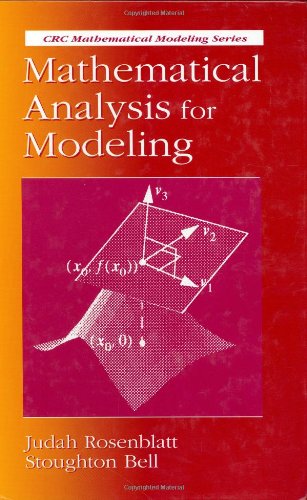 CRC Mathematical Modeling Series
Mathematical
Analysis for
Modeling
v₃
v₂
(x₀, f(x₀))
v₁
(x₀, 0)
Judah Rosenblatt
Stoughton Bell